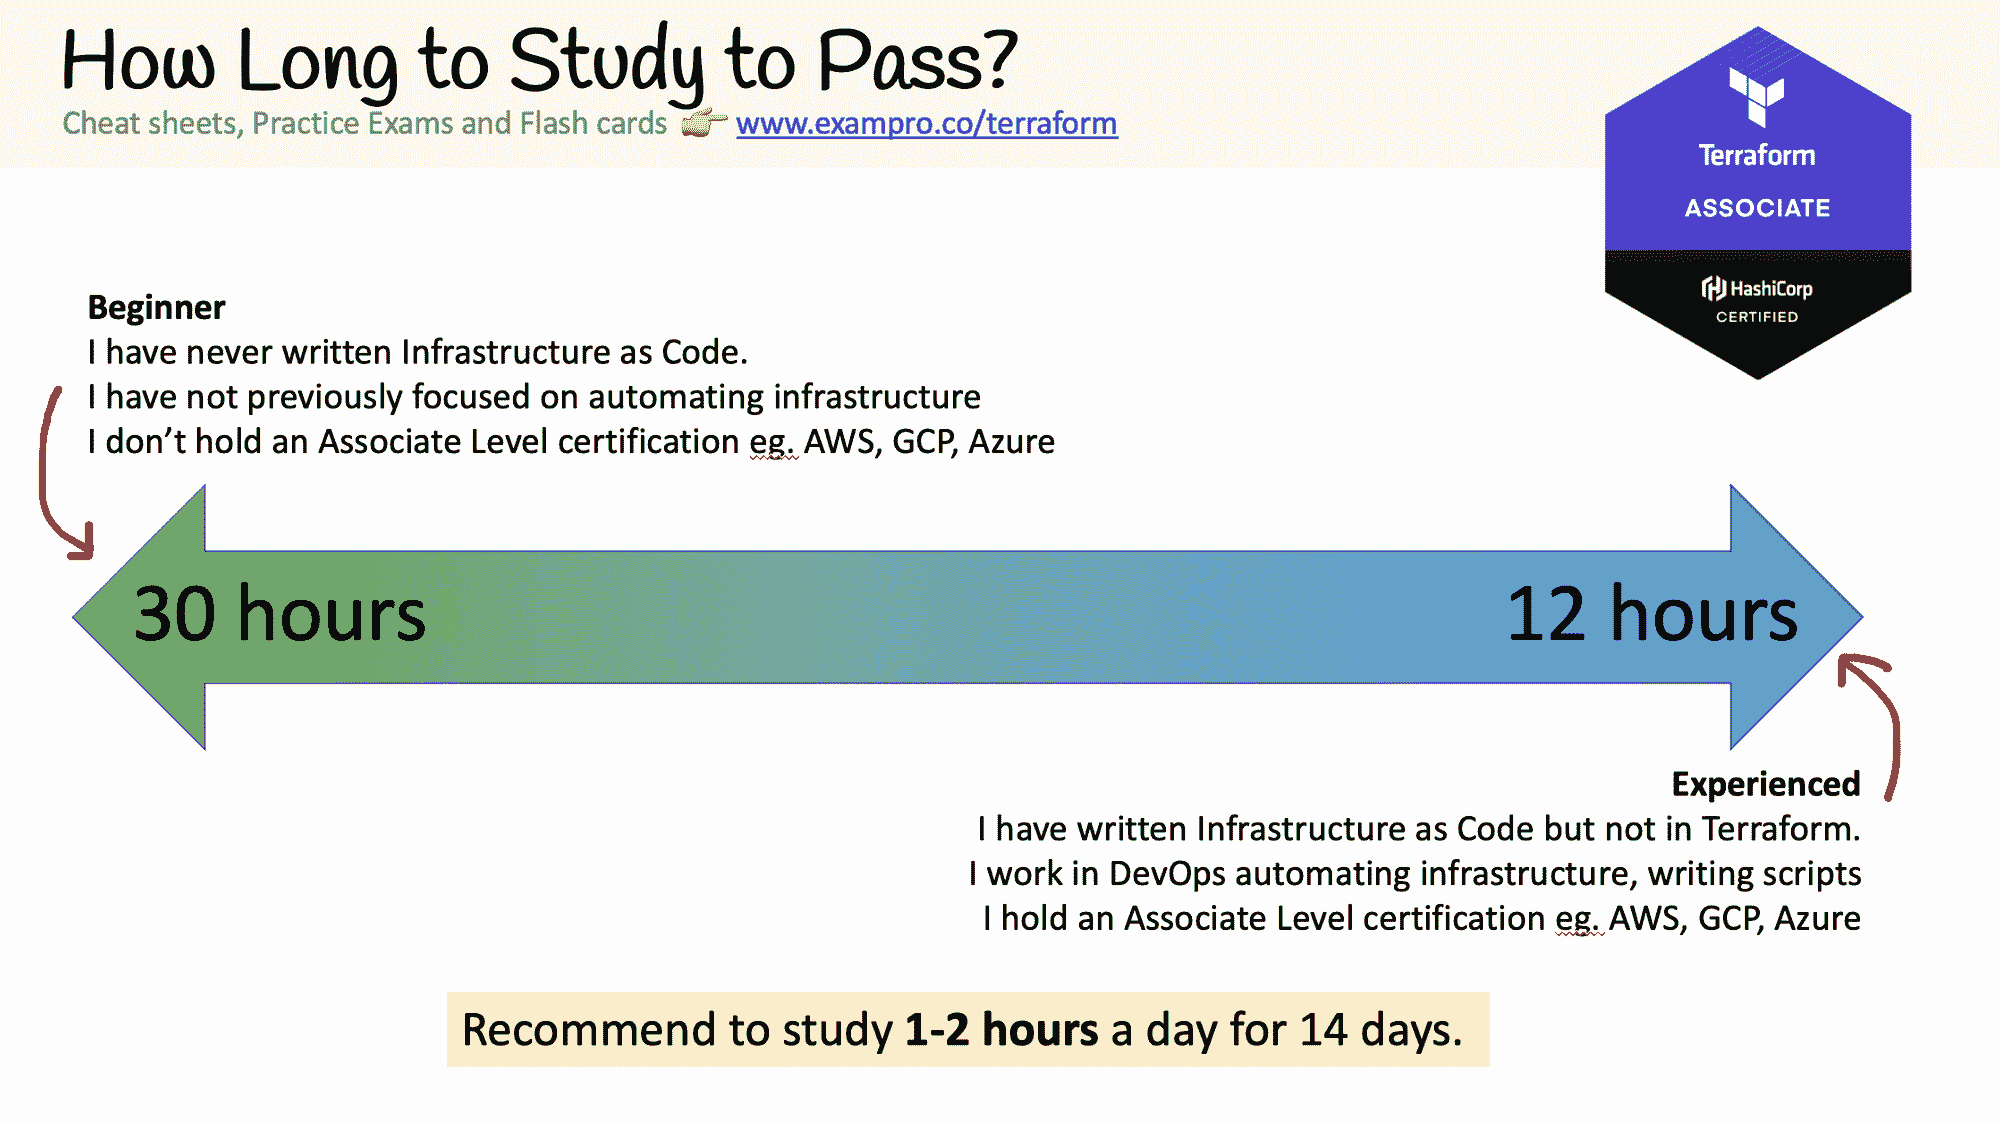 How Long to Study to Pass?
Cheat sheets, Practice Exams and Flash cards 👉 www.exampro.co/terraform
Terraform
ASSOCIATE
HashiCorp
CERTIFIED
Beginner
I have never written Infrastructure as Code.
I have not previously focused on automating infrastructure
I don’t hold an Associate Level certification eg. AWS, GCP, Azure
30 hours
12 hours
Experienced
I have written Infrastructure as Code but not in Terraform.
I work in DevOps automating infrastructure, writing scripts
I hold an Associate Level certification eg. AWS, GCP, Azure
Recommend to study 1-2 hours a day for 14 days.